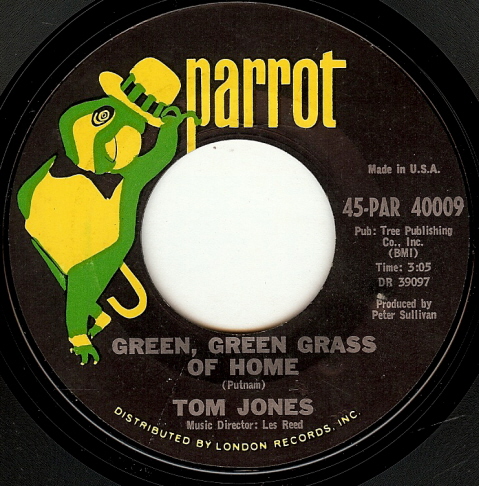 parrot
Made in U.S.A.
45-PAR 40009
Pub: Tree Publishing
Co., Inc.
(BMI)
Time: 3:05
DR 39097
Produced by
Peter Sullivan
GREEN, GREEN GRASS
OF HOME
(Putnam)
TOM JONES
Music Director: Les Reed
DISTRIBUTED BY LONDON RECORDS, INC.